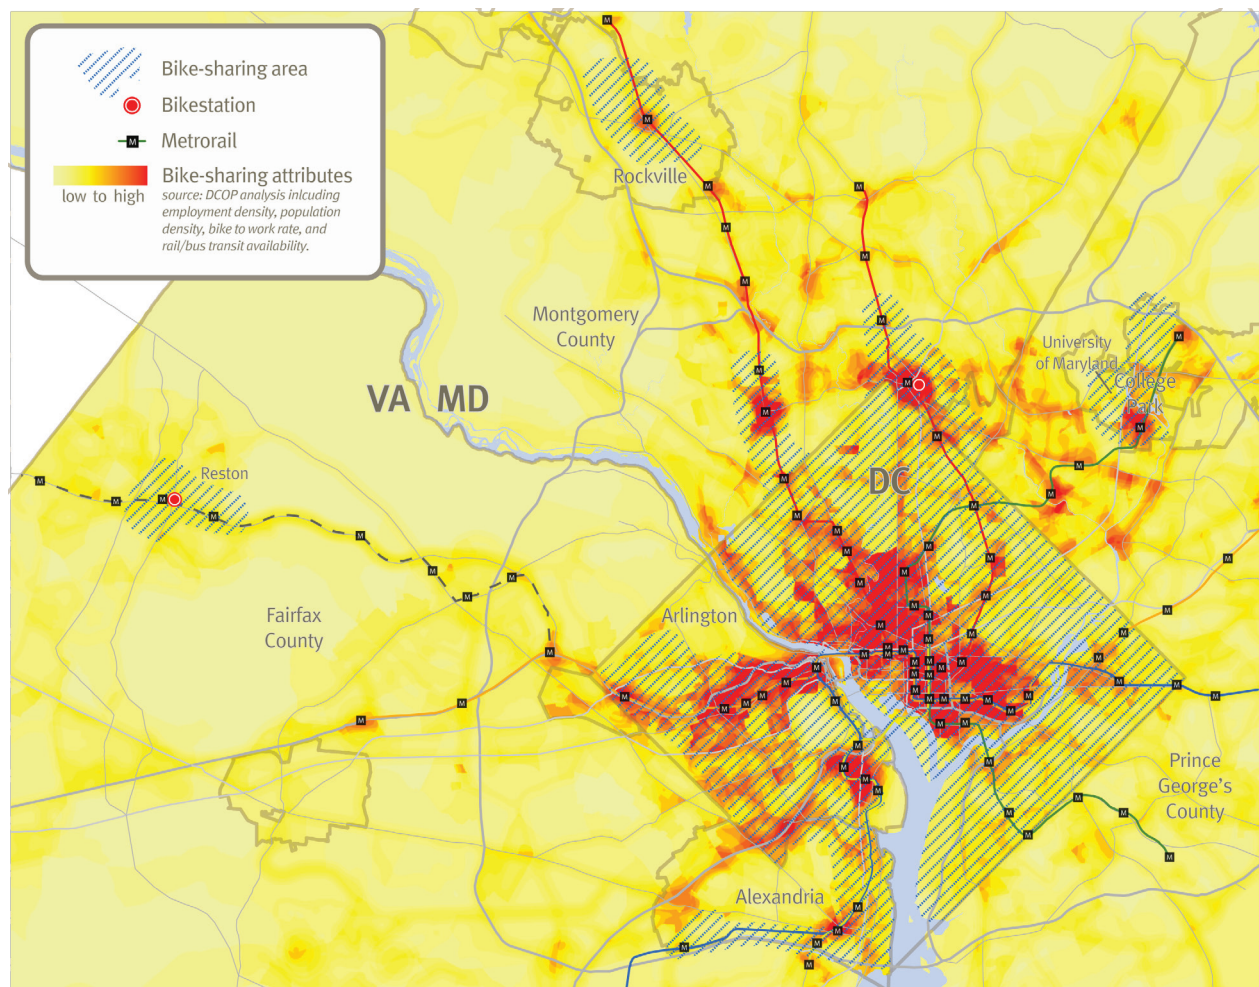 Bike-sharing area
Bikestation
M
Metrorail
Bike-sharing attributes
low to high
source: DCOP analysis inlcuding
employment density, population
density, bike to work rate, and
rail/bus transit availability.
Rockville
Montgomery
County
University
of Maryland
College
Park
VA
MD
DC
Reston
Fairfax
County
Arlington
Prince
George's
County
Alexandria